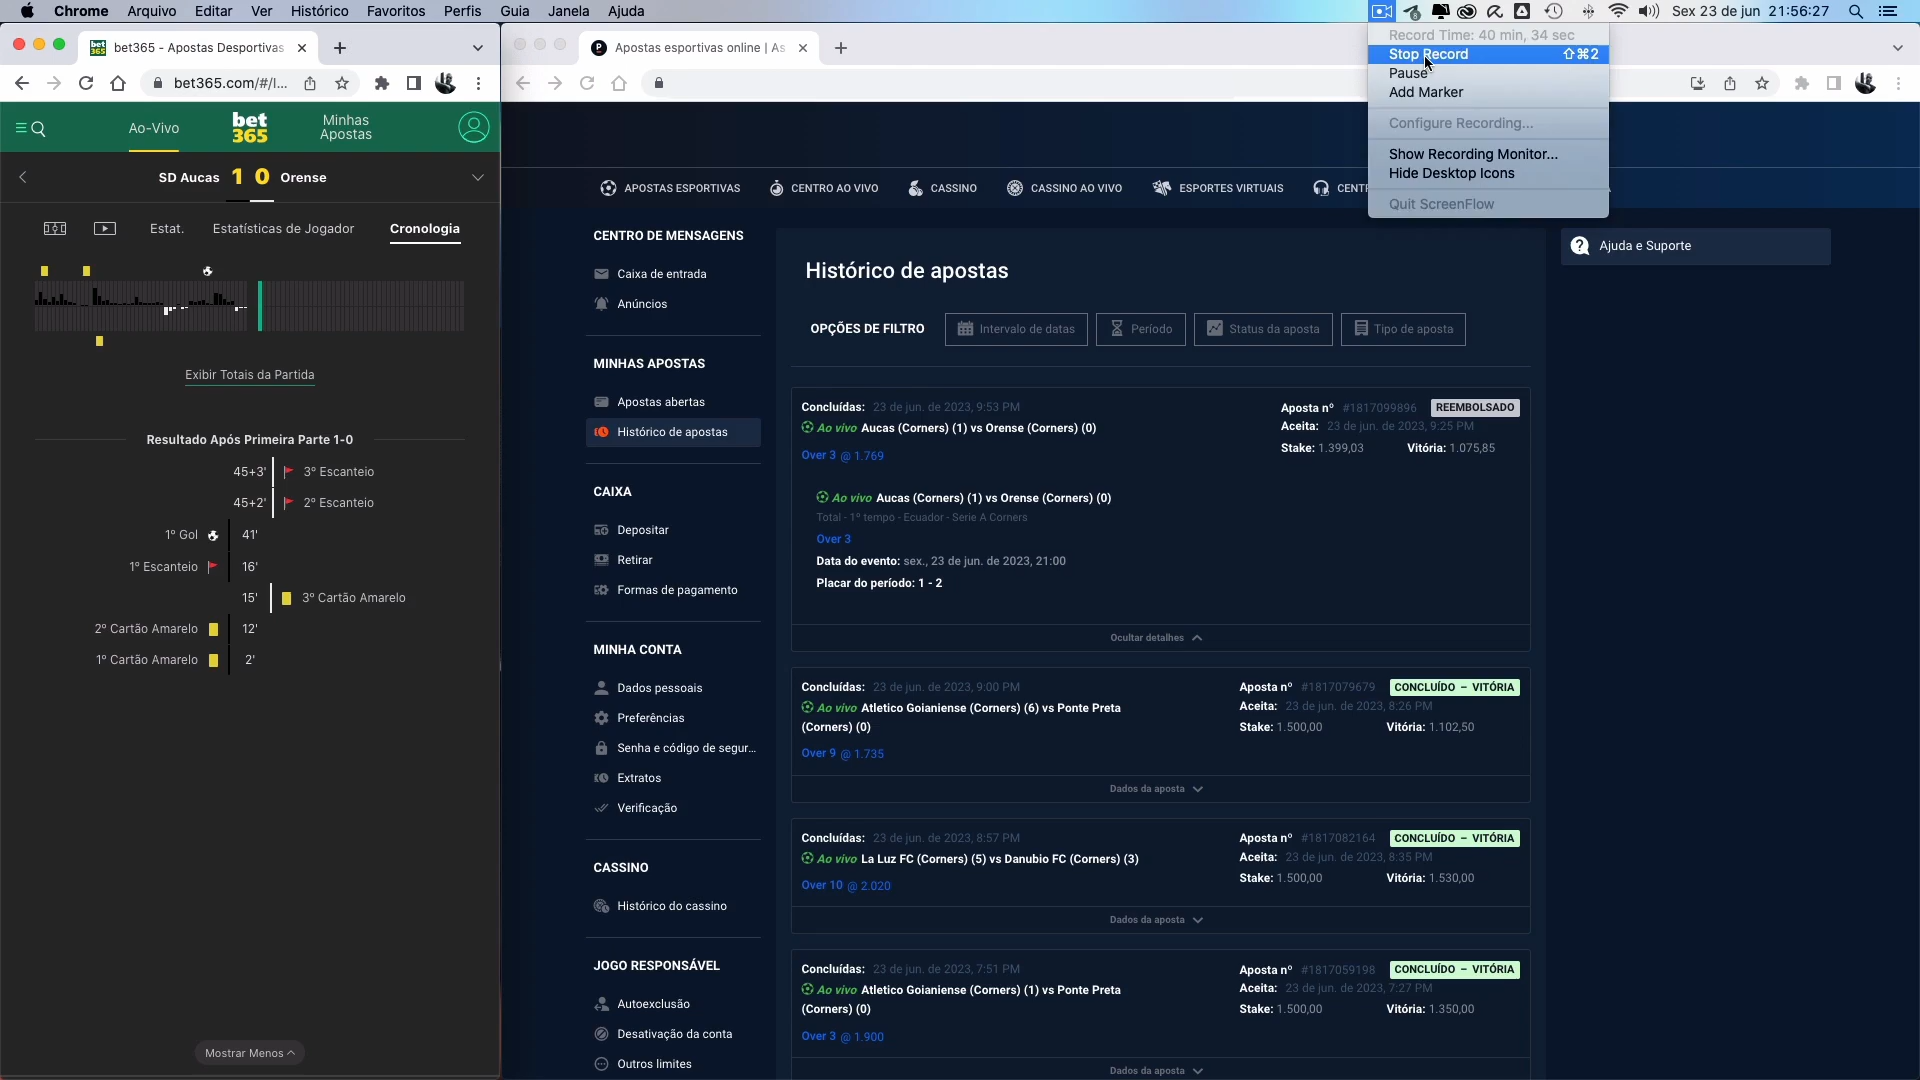 Chrome Arquivo Editar Ver Histórico Favoritos Perfis Guia Janela Ajuda
Sex 23 de jun 21:56:27
Record Time: 40 min, 34 sec
Stop Record ⇧⌘2
Pause
Add Marker
Configure Recording...
Show Recording Monitor...
Hide Desktop Icons
Quit ScreenFlow
bet365 - Apostas Desportivas
bet365.com/#/I...
Ao-Vivo
bet365
Minhas
Apostas
SD Aucas 1 0 Orense
Estat.
Estatísticas de Jogador
Cronologia
Exibir Totais da Partida
Resultado Após Primeira Parte 1-0
45+3' 3º Escanteio
45+2' 2º Escanteio
1º Gol 41'
1º Escanteio 16'
15' 3º Cartão Amarelo
2º Cartão Amarelo 12'
1º Cartão Amarelo 2'
Mostrar Menos
Apostas esportivas online | As
APOSTAS ESPORTIVAS
CENTRO AO VIVO
CASSINO
CASSINO AO VIVO
ESPORTES VIRTUAIS
CENT
CENTRO DE MENSAGENS
Caixa de entrada
Anúncios
MINHAS APOSTAS
Apostas abertas
Histórico de apostas
CAIXA
Depositar
Retirar
Formas de pagamento
MINHA CONTA
Dados pessoais
Preferências
Senha e código de segur...
Extratos
Verificação
CASSINO
Histórico do cassino
JOGO RESPONSÁVEL
Autoexclusão
Desativação da conta
Outros limites
Histórico de apostas
OPÇÕES DE FILTRO
Intervalo de datas
Período
Status da aposta
Tipo de aposta
Concluídas: 23 de jun. de 2023, 9:53 PM
Ao vivo Aucas (Corners) (1) vs Orense (Corners) (0)
Over 3 @ 1.769
Aposta nº #1817099896 REEMBOLSADO
Aceita: 23 de jun. de 2023, 9:25 PM
Stake: 1.399,03 Vitória: 1.075,85
Ao vivo Aucas (Corners) (1) vs Orense (Corners) (0)
Total - 1º tempo - Ecuador - Serie A Corners
Over 3
Data do evento: sex., 23 de jun. de 2023, 21:00
Placar do período: 1 - 2
Ocultar detalhes
Concluídas: 23 de jun. de 2023, 9:00 PM
Ao vivo Atletico Goianiense (Corners) (6) vs Ponte Preta
(Corners) (0)
Over 9 @ 1.735
Aposta nº #1817079679 CONCLUÍDO – VITÓRIA
Aceita: 23 de jun. de 2023, 8:26 PM
Stake: 1.500,00 Vitória: 1.102,50
Dados da aposta
Concluídas: 23 de jun. de 2023, 8:57 PM
Ao vivo La Luz FC (Corners) (5) vs Danubio FC (Corners) (3)
Over 10 @ 2.020
Aposta nº #1817082164 CONCLUÍDO – VITÓRIA
Aceita: 23 de jun. de 2023, 8:35 PM
Stake: 1.500,00 Vitória: 1.530,00
Dados da aposta
Concluídas: 23 de jun. de 2023, 7:51 PM
Ao vivo Atletico Goianiense (Corners) (1) vs Ponte Preta
(Corners) (0)
Over 3 @ 1.900
Aposta nº #1817059198 CONCLUÍDO – VITÓRIA
Aceita: 23 de jun. de 2023, 7:27 PM
Stake: 1.500,00 Vitória: 1.350,00
Dados da aposta
Ajuda e Suporte